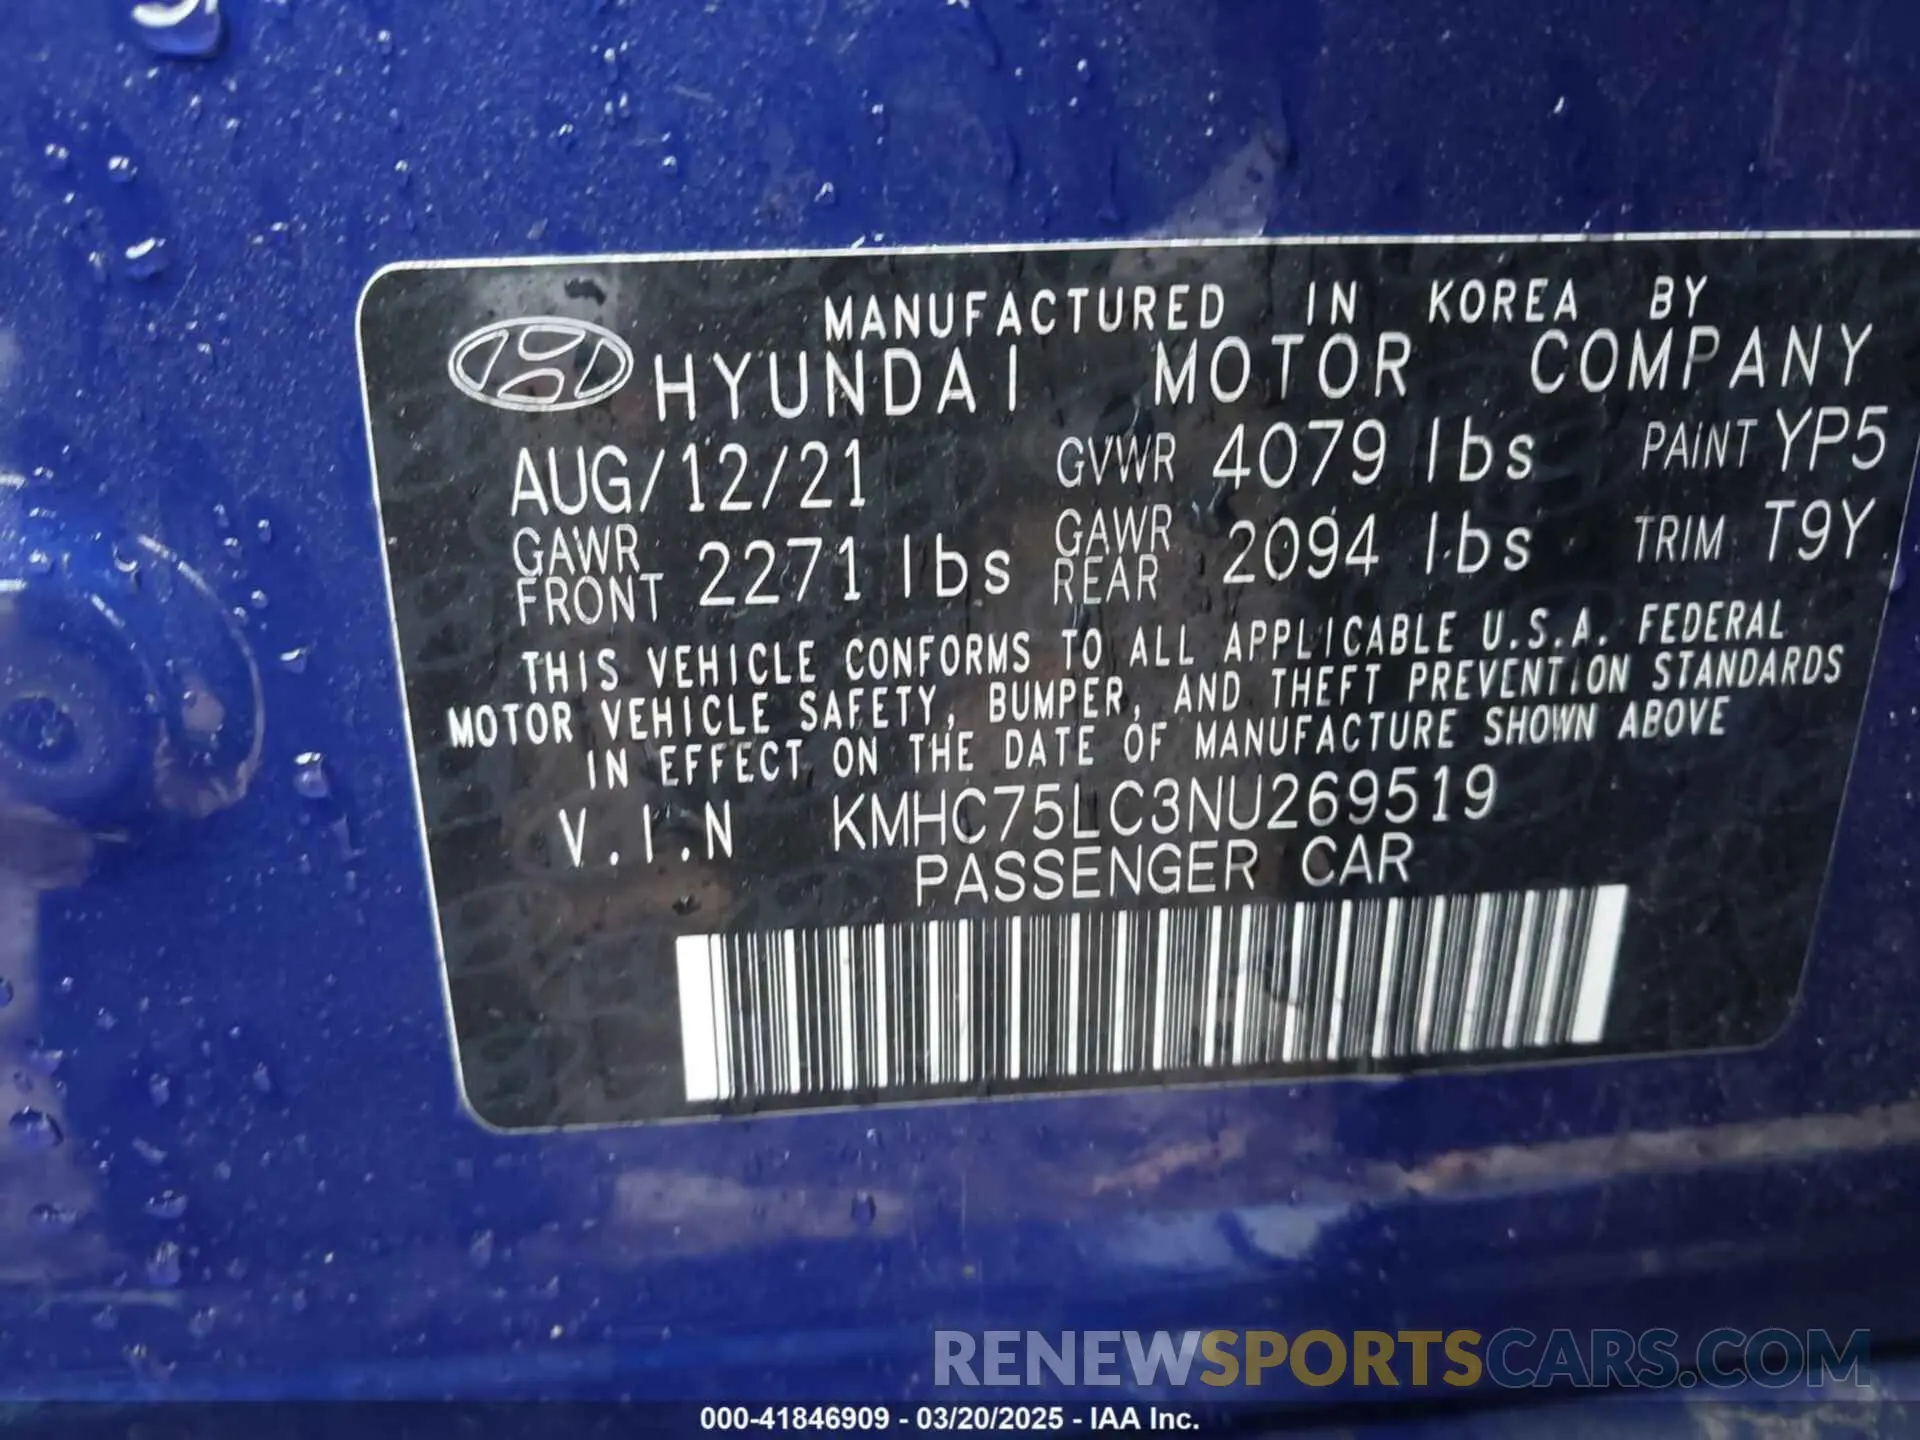 MANUFACTURED IN KOREA BY
HYUNDAI MOTOR COMPANY
AUG/12/21 GVWR 4079 lbs PAINT YP5
GAWR FRONT 2271 lbs GAWR REAR 2094 lbs TRIM T9Y
THIS VEHICLE CONFORMS TO ALL APPLICABLE U.S.A. FEDERAL
MOTOR VEHICLE SAFETY, BUMPER, AND THEFT PREVENTION STANDARDS
IN EFFECT ON THE DATE OF MANUFACTURE SHOWN ABOVE
V.I.N KMHC75LC3NU269519
PASSENGER CAR
RENEWSPORTSCARS.COM
000-41846909 - 03/20/2025 - IAA Inc.